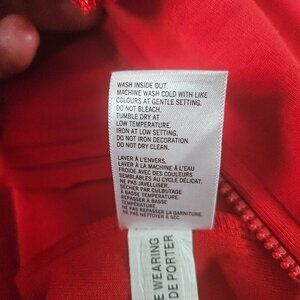 WASH INSIDE OUT.
MACHINE WASH COLD WITH LIKE
COLOURS AT GENTLE SETTING.
DO NOT BLEACH.
TUMBLE DRY AT
LOW TEMPERATURE.
IRON AT LOW SETTING.
DO NOT IRON DECORATION.
DO NOT DRY CLEAN.
LAVER À L'ENVERS.
LAVER À LA MACHINE À L'EAU
FROIDE AVEC DES COULEURS
SEMBLABLES AU CYCLE DÉLICAT.
NE PAS JAVELLISER.
SÉCHER PAR CULBUTAGE
À BASSE TEMPÉRATURE.
REPASSER À BASSE
TEMPÉRATURE.
NE PAS REPASSER LA GARNITURE.
NE PAS NETTOYER À SEC
E WEARING
DE PORTER